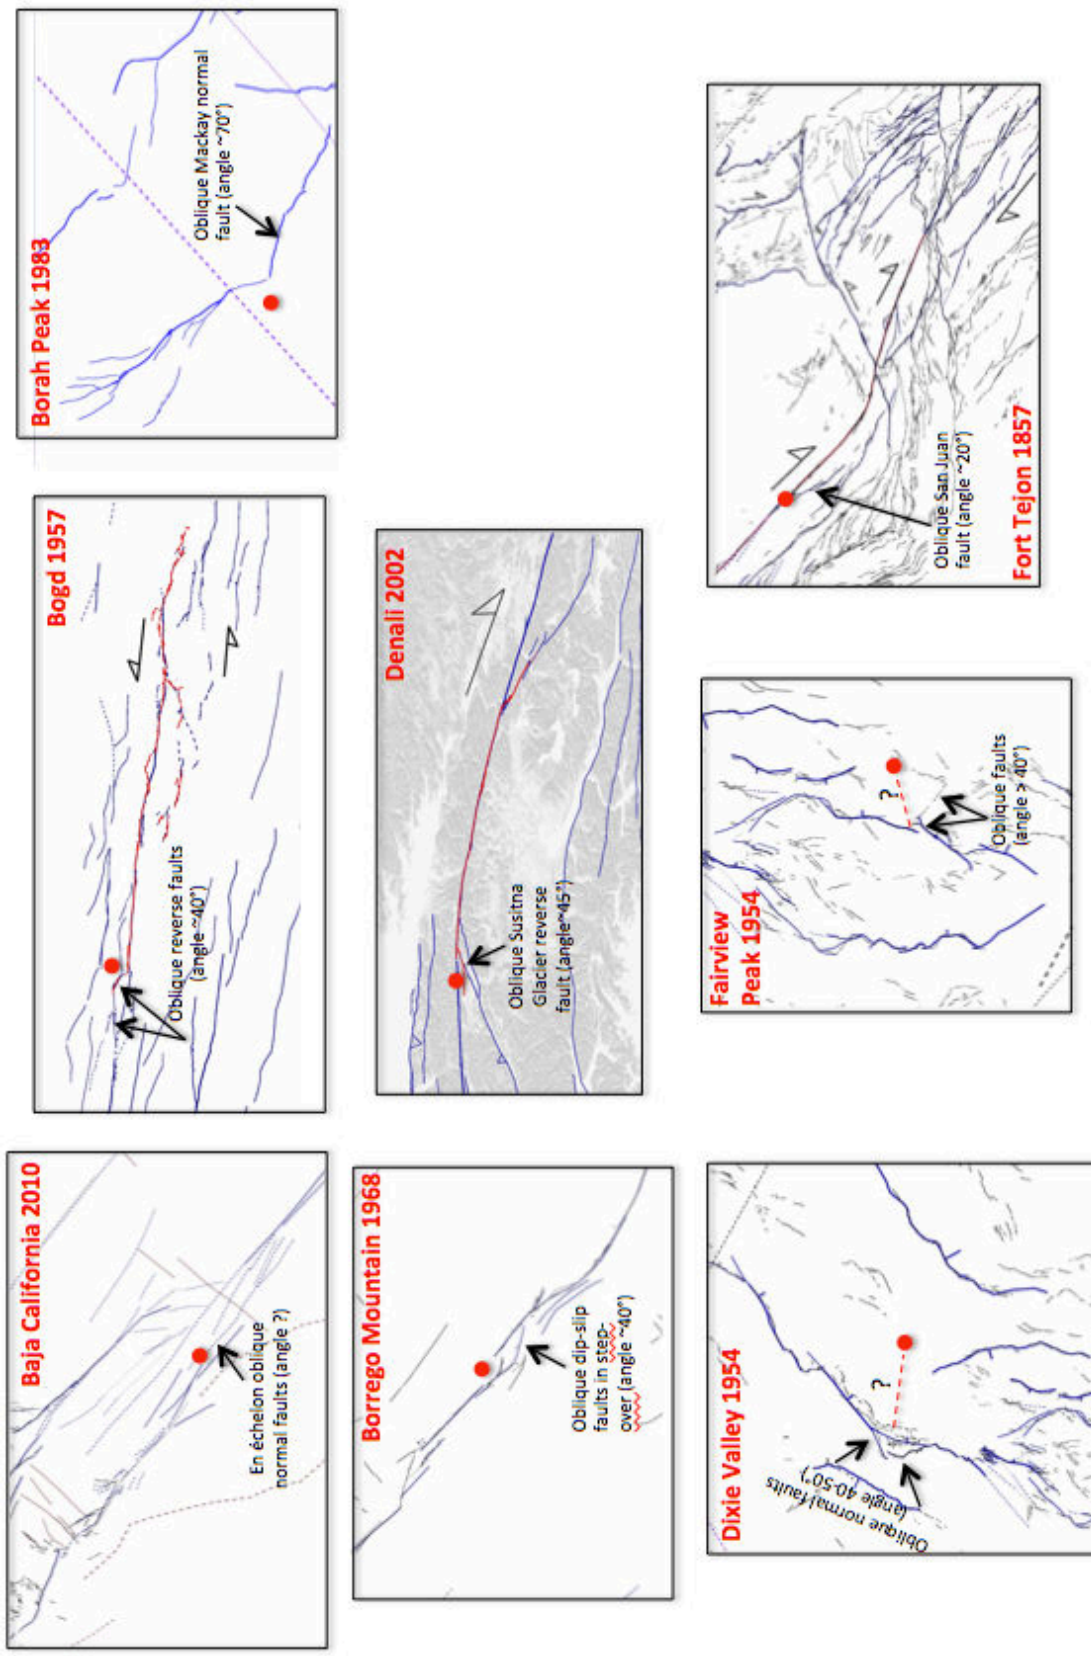 Baja California 2010
En échelon oblique
normal faults (angle ?)
Bogd 1957
Oblique reverse faults
(angle ~40°)
Borah Peak 1983
Oblique Mackay normal
fault (angle ~70°)
Borrego Mountain 1968
Oblique dip-slip
faults in step-
over (angle ~40°)
Denali 2002
Oblique Susitna
Glacier reverse
fault (angle~45°)
Dixie Valley 1954
?
Oblique normal faults
(angle 40-50°)
Fairview
Peak 1954
?
Oblique faults
(angle > 40°)
Oblique San Juan
fault (angle ~20°)
Fort Tejon 1857